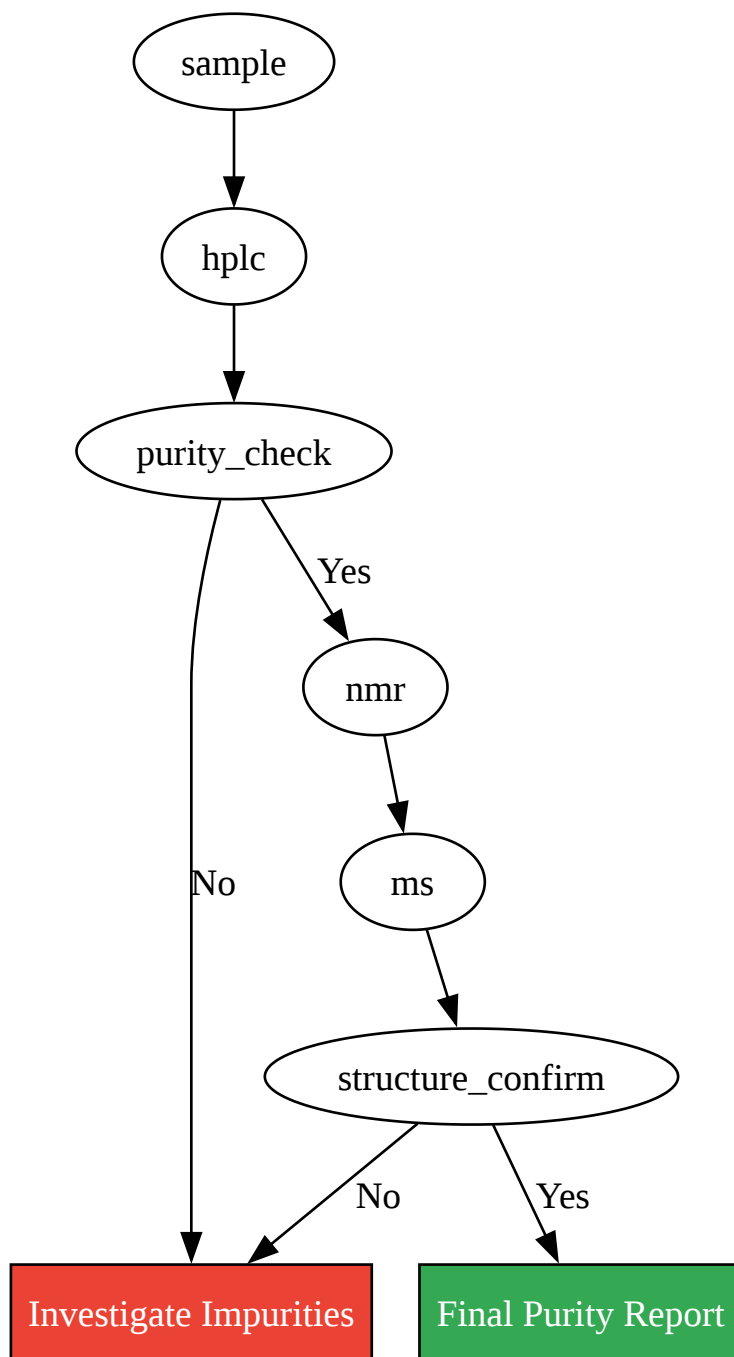 sample
hplc
purity_check
Yes
nmr
No
ms
structure_confirm
No
Yes
Investigate Impurities
Final Purity Report